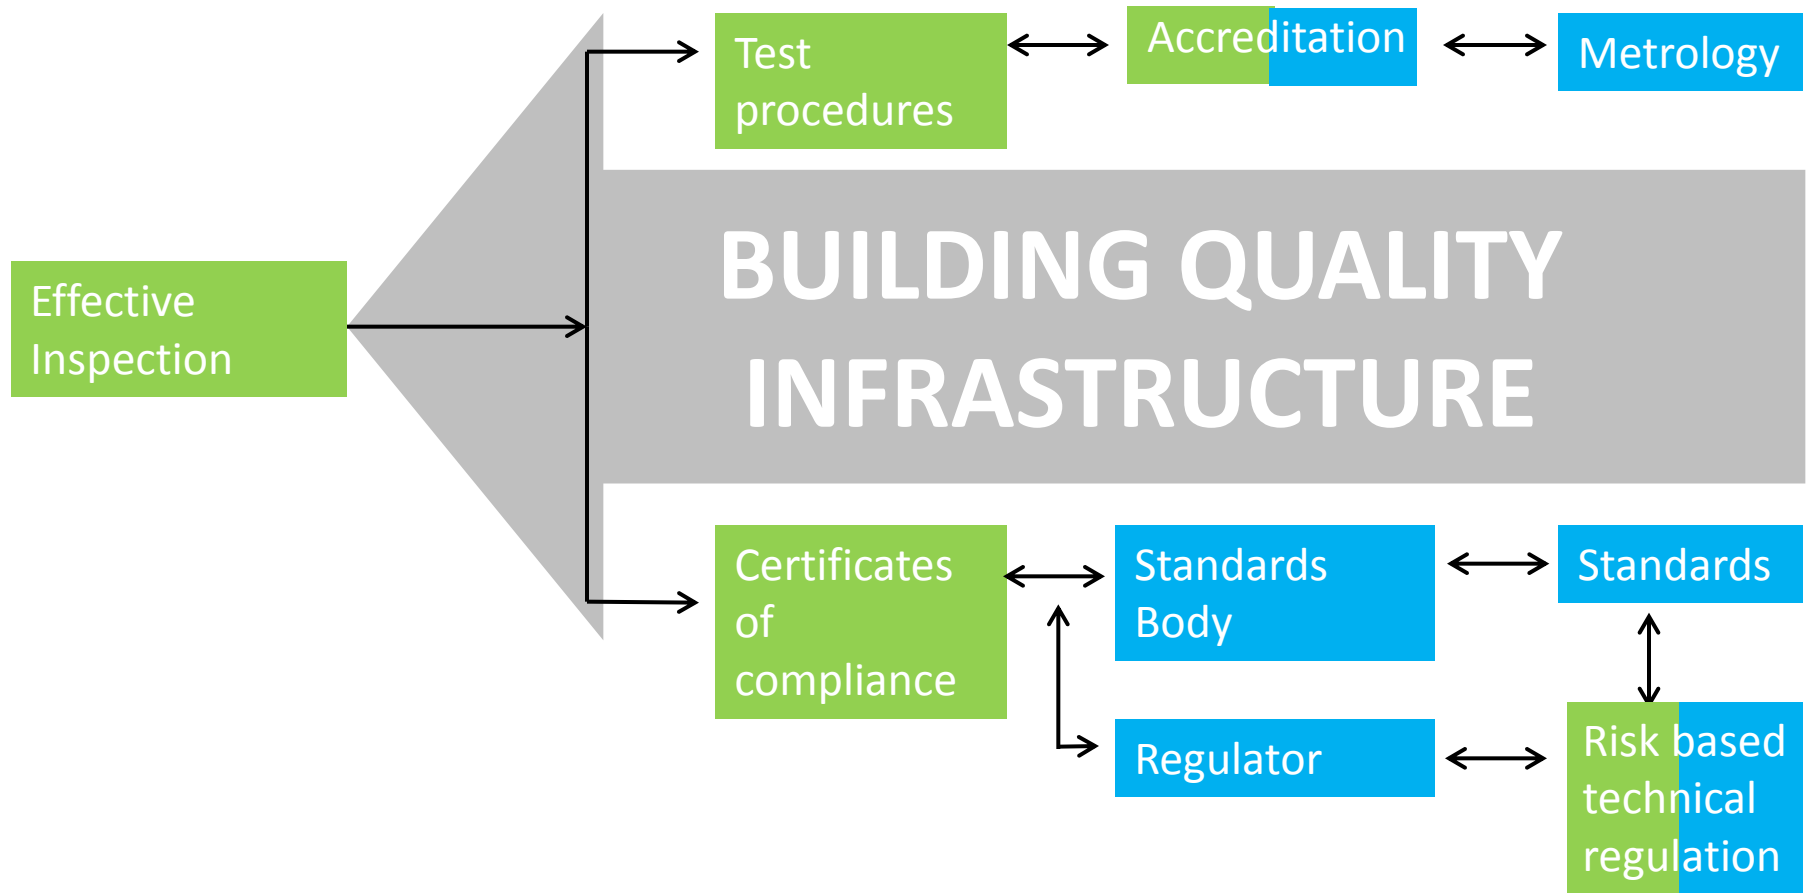 Test
procedures
Accreditation
Metrology
BUILDING QUALITY
INFRASTRUCTURE
Effective
Inspection
Certificates
of
compliance
Standards
Body
Standards
Regulator
Risk based
technical
regulation